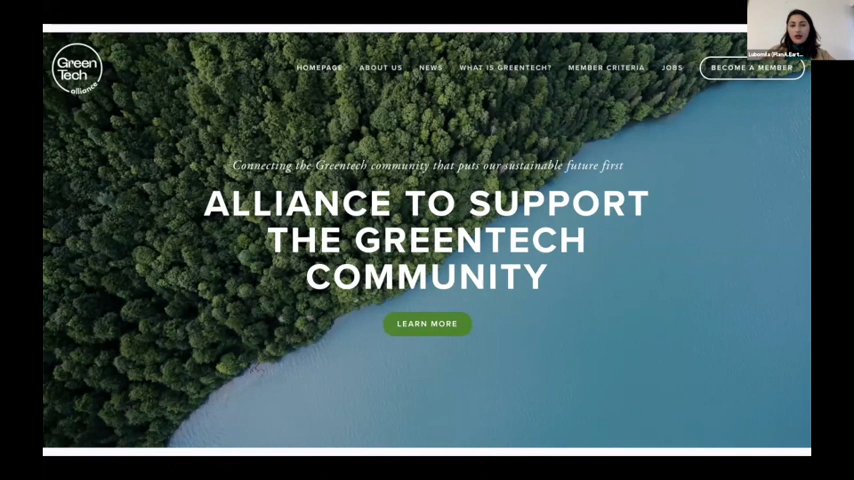 Green
Tech
alliance
HOMEPAGE ABOUT US NEWS WHAT IS GREENTECH? MEMBER CRITERIA JOBS BECOME A MEMBER
Connecting the Greentech community that puts our sustainable future first
ALLIANCE TO SUPPORT
THE GREENTECH
COMMUNITY
LEARN MORE